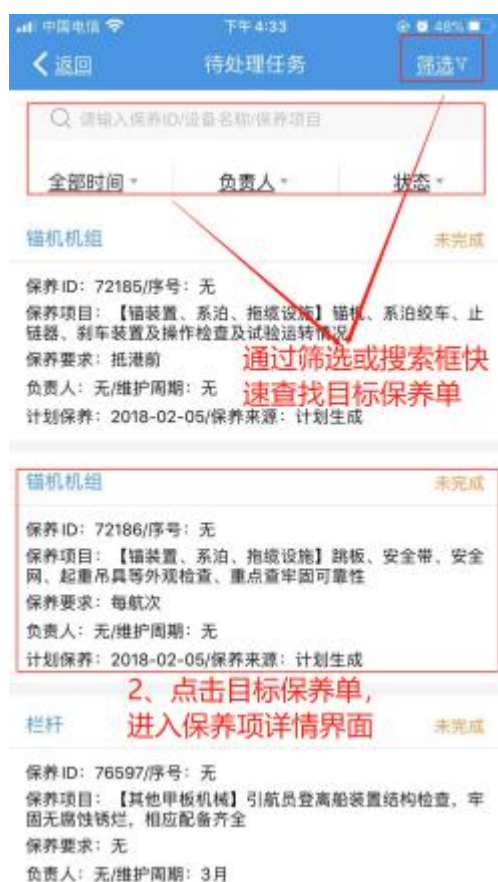 中国电信 下午4:33 48%
返回 待处理任务 筛选
请输入保养ID/设备名称/保养项目
全部时间 负责人 状态
锚机机组 未完成
保养ID：72185/序号：无
保养项目：【锚装置、系泊、拖缆设施】锚机、系泊绞车、止
链器、刹车装置及操作检查及试验运转情况
保养要求：抵港前
负责人：无/维护周期：无
计划保养：2018-02-05/保养来源：计划生成
通过筛选或搜索框快
速查找目标保养单
锚机机组 未完成
保养ID：72186/序号：无
保养项目：【锚装置、系泊、拖缆设施】跳板、安全带、安全
网、起重吊具等外观检查、重点查牢固可靠性
保养要求：每航次
负责人：无/维护周期：无
计划保养：2018-02-05/保养来源：计划生成
2、点击目标保养单，
进入保养项详情界面
栏杆 未完成
保养ID：76597/序号：无
保养项目：【其他甲板机械】引航员登离船装置结构检查，牢
固无腐蚀锈烂，相应配备齐全
保养要求：无
负责人：无/维护周期：3月